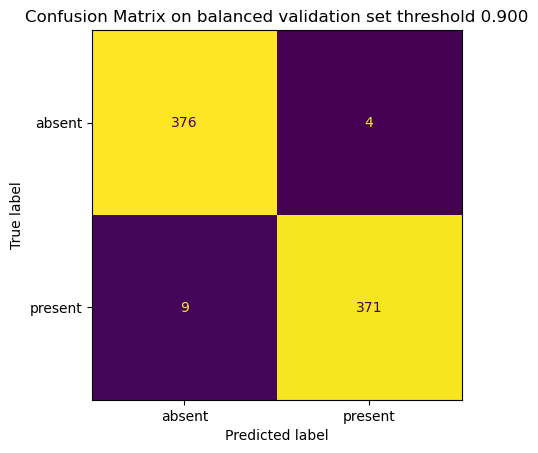 Confusion Matrix on balanced validation set threshold 0.900
absent
376
4
True label
present
9
371
absent
present
Predicted label